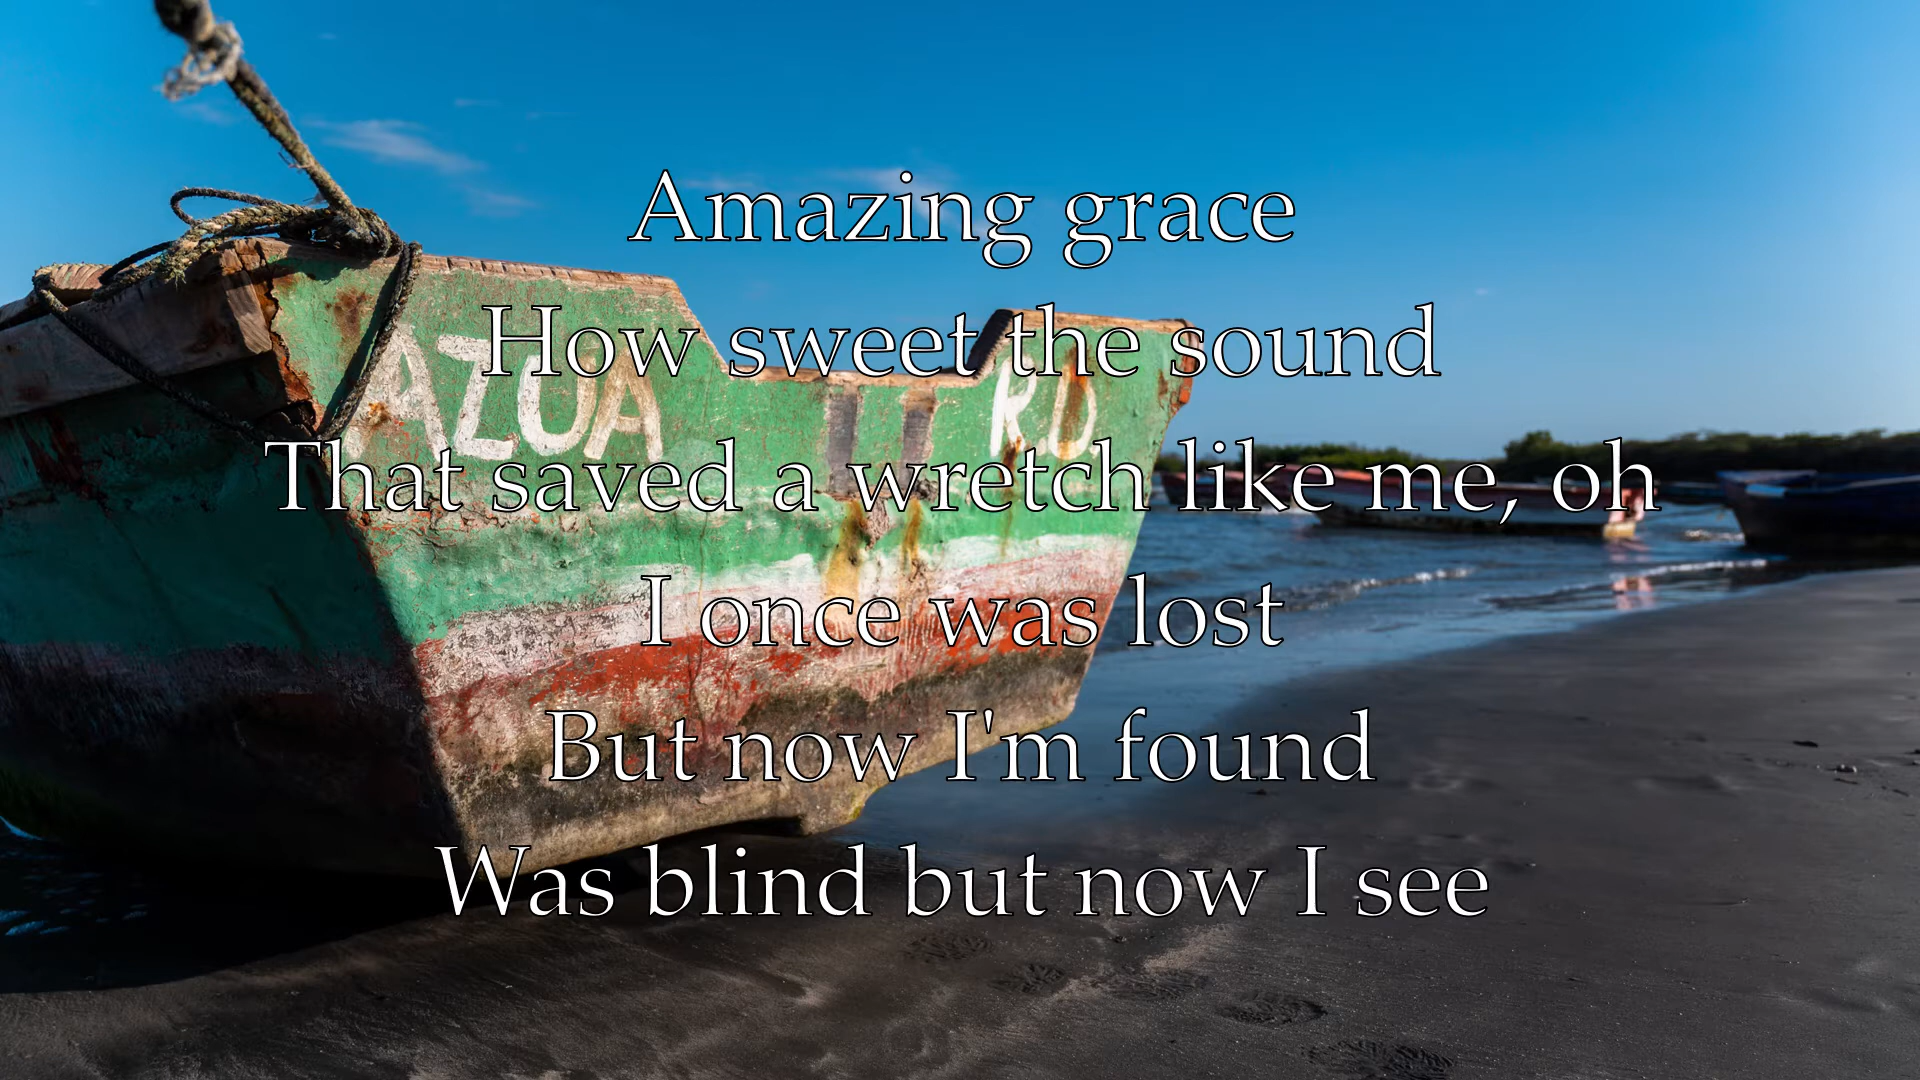 Amazing grace
How sweet the sound
AZUA R.D
That saved a wretch like me, oh
I once was lost
But now I'm found
Was blind but now I see